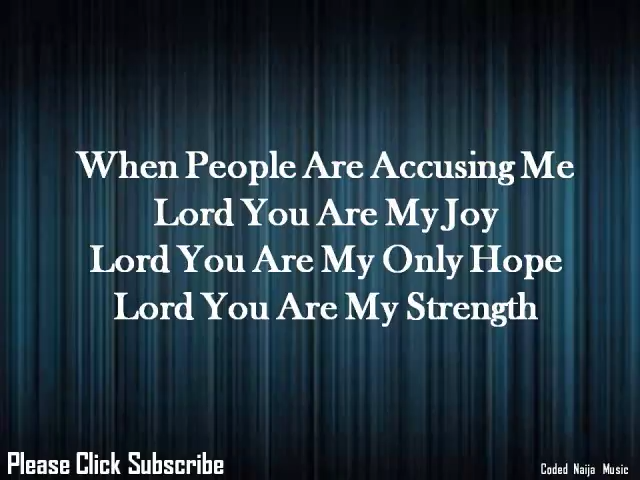 When People Are Accusing Me
Lord You Are My Joy
Lord You Are My Only Hope
Lord You Are My Strength
Please Click Subscribe
Coded Naija Music